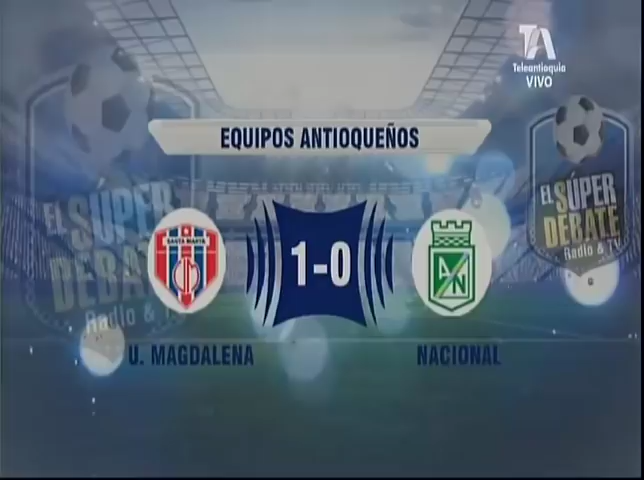 TA
Teleantioquia
VIVO
EQUIPOS ANTIOQUEÑOS
EL SÚPER DEBATE
Radio & TV
EL SÚPER DEBATE
Radio & TV
SANTA MARTA
1-0
AN
U. MAGDALENA
NACIONAL